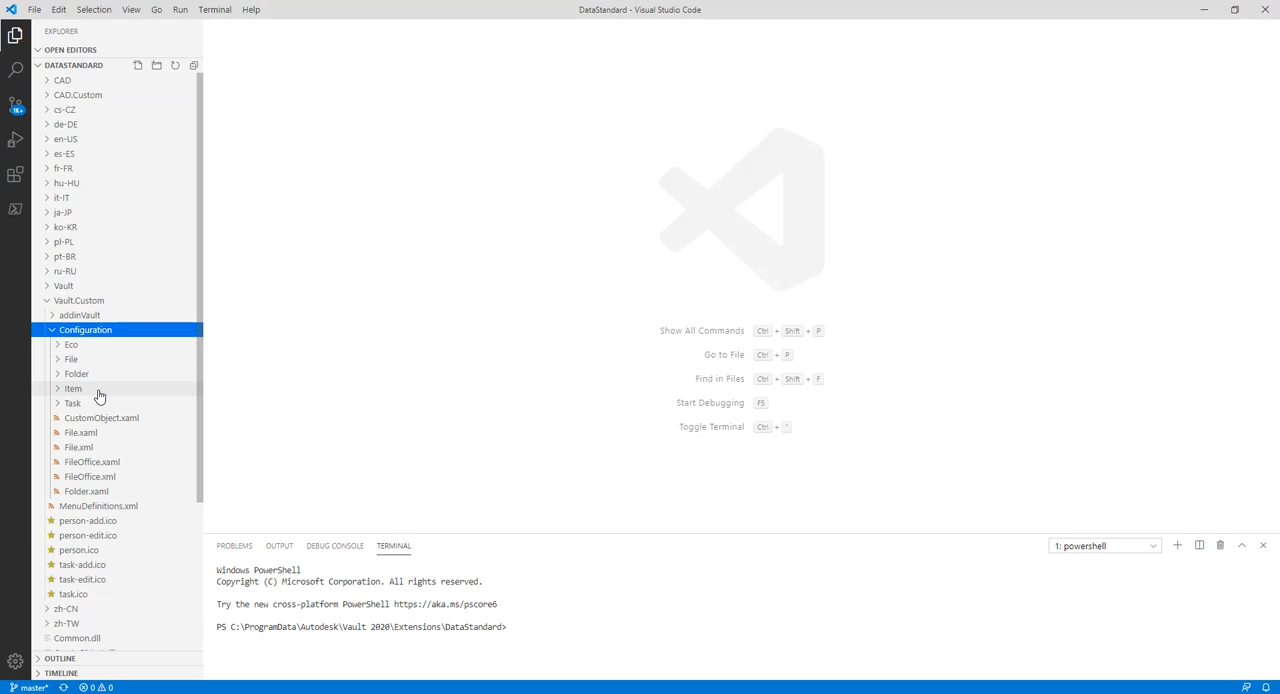 File Edit Selection View Go Run Terminal Help
DataStandard - Visual Studio Code
EXPLORER
OPEN EDITORS
DATASTANDARD
CAD
CAD.Custom
cs-CZ
de-DE
en-US
es-ES
fr-FR
hu-HU
it-IT
ja-JP
ko-KR
pl-PL
pt-BR
ru-RU
Vault
Vault.Custom
addinVault
Configuration
Eco
File
Folder
Item
Task
CustomObject.xaml
File.xaml
File.xml
FileOffice.xaml
FileOffice.xml
Folder.xaml
MenuDefinitions.xml
person-add.ico
person-edit.ico
person.ico
task-add.ico
task-edit.ico
task.ico
zh-CN
zh-TW
Common.dll
OUTLINE
TIMELINE
1K+
Show All Commands Ctrl + Shift + P
Go to File Ctrl + P
Find in Files Ctrl + Shift + F
Start Debugging F5
Toggle Terminal Ctrl + `
PROBLEMS OUTPUT DEBUG CONSOLE TERMINAL
1: powershell
Windows PowerShell
Copyright (C) Microsoft Corporation. All rights reserved.
Try the new cross-platform PowerShell https://aka.ms/pscore6
PS C:\ProgramData\Autodesk\Vault 2020\Extensions\DataStandard>
master* 0 0